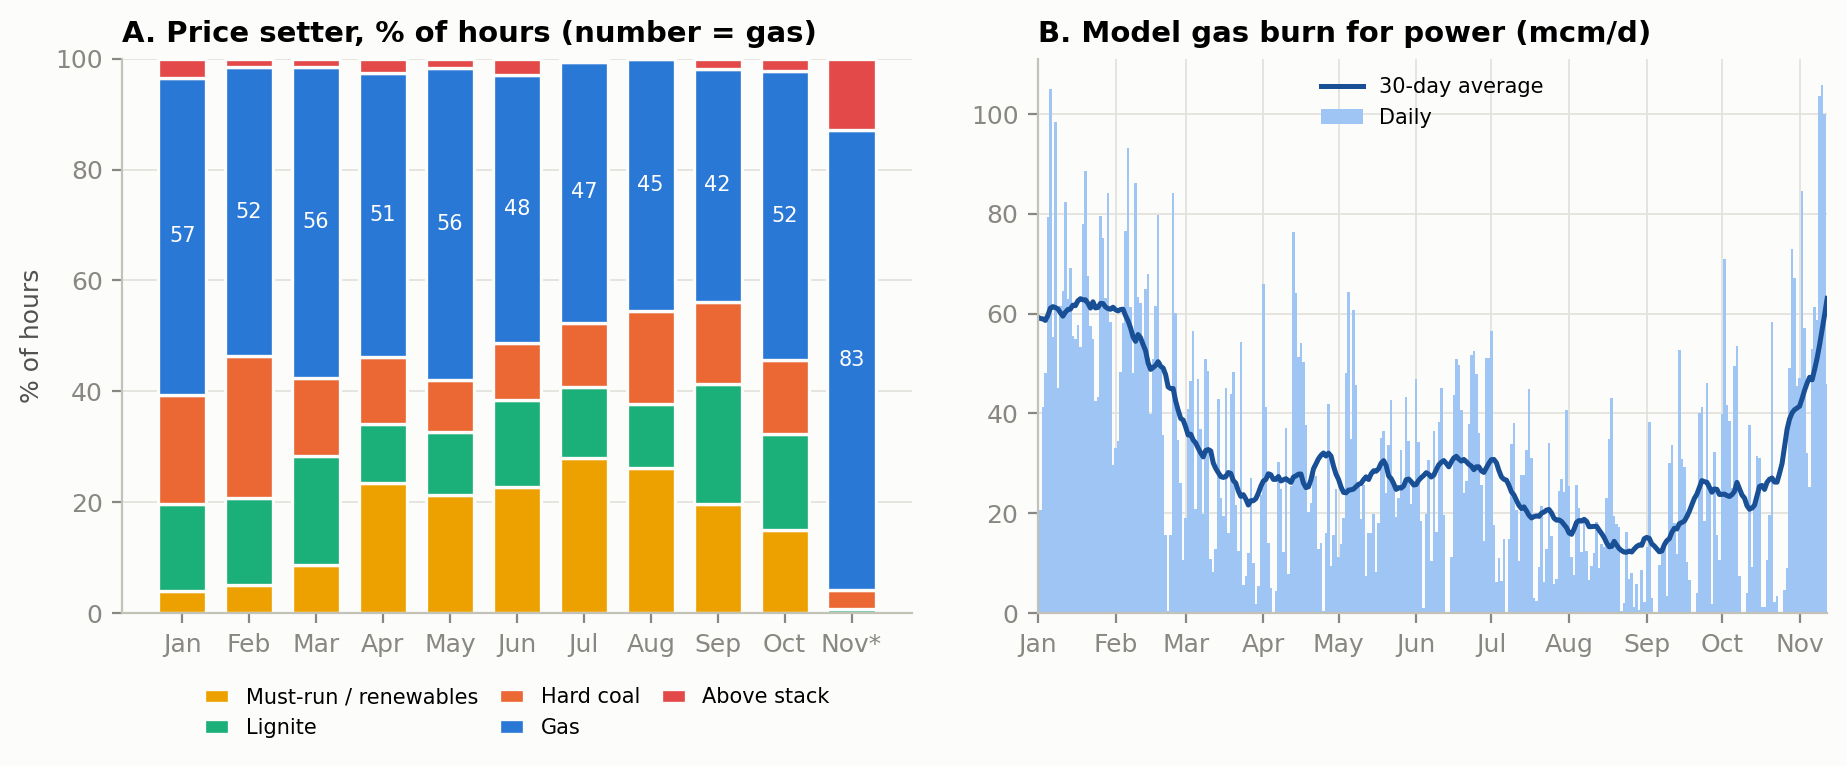 A. Price setter, % of hours (number = gas)
% of hours
100
80
60
40
20
0
57
52
56
51
56
48
47
45
42
52
83
Jan Feb Mar Apr May Jun Jul Aug Sep Oct Nov*
Must-run / renewables
Lignite
Hard coal
Gas
Above stack
B. Model gas burn for power (mcm/d)
30-day average
Daily
100
80
60
40
20
0
Jan Feb Mar Apr May Jun Jul Aug Sep Oct Nov